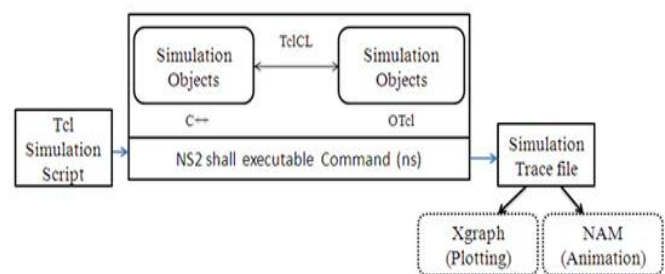 TclCL
Simulation
Objects
Simulation
Objects
C++
OTcl
Tcl
Simulation
Script
NS2 shall executable Command (ns)
Simulation
Trace file
Xgraph
(Plotting)
NAM
(Animation)